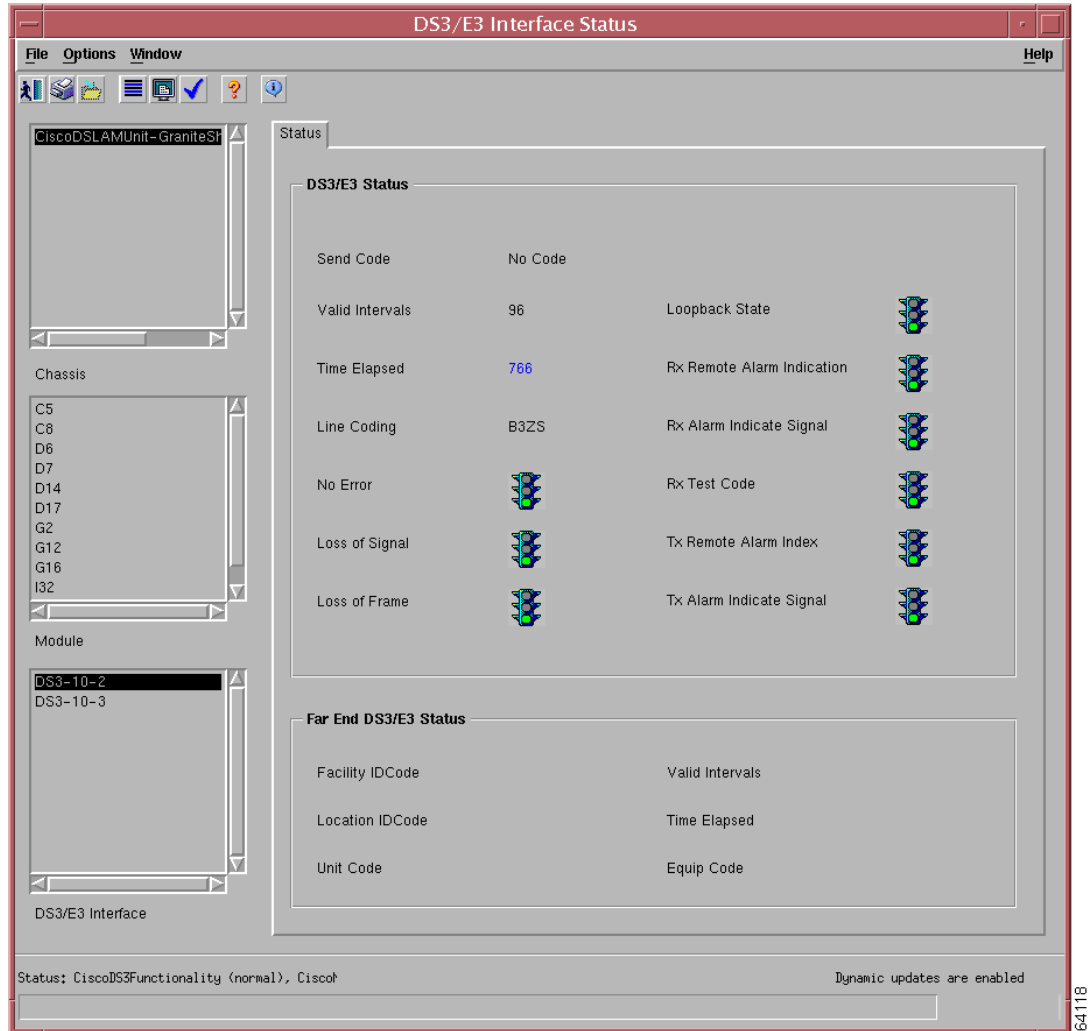 DS3/E3 Interface Status
File Options Window Help
CiscoDSLAMUnit-GraniteSh
Chassis
C5
C8
D6
D7
D14
D17
G2
G12
G16
I32
Module
DS3-10-2
DS3-10-3
DS3/E3 Interface
Status
DS3/E3 Status
Send Code No Code
Valid Intervals 96 Loopback State
Time Elapsed 766 Rx Remote Alarm Indication
Line Coding B3ZS Rx Alarm Indicate Signal
No Error Rx Test Code
Loss of Signal Tx Remote Alarm Index
Loss of Frame Tx Alarm Indicate Signal
Far End DS3/E3 Status
Facility IDCode Valid Intervals
Location IDCode Time Elapsed
Unit Code Equip Code
Status: CiscoDS3Functionality (normal), Cisco Dynamic updates are enabled
64118